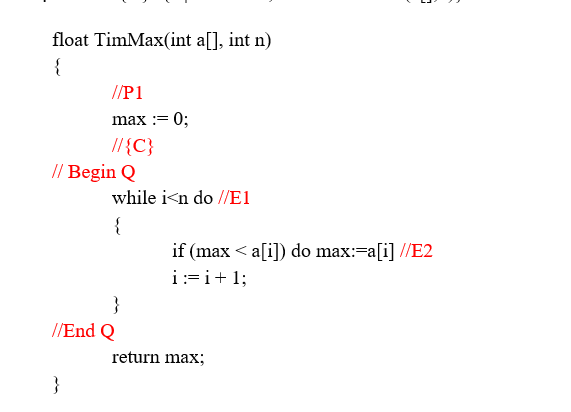 float TimMax(int a[], int n)
{
//P1
max := 0;
//{C}
// Begin Q
while i<n do //E1
{
if (max < a[i]) do max:=a[i] //E2
i := i + 1;
}
//End Q
return max;
}